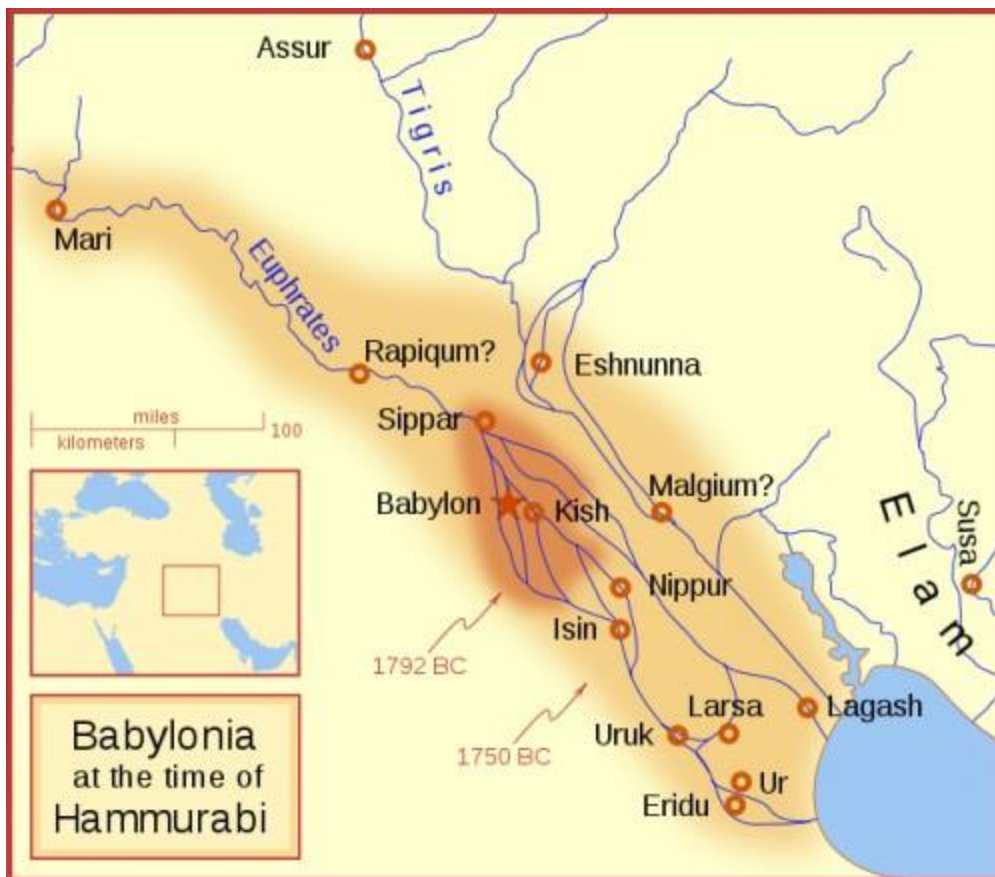 Assur
Tigris
Mari
Euphrates
Rapiqum?
Eshnunna
Sippar
miles
100
kilometers
Babylon
Kish
Malgium?
Elam
Susa
Nippur
Isin
1792 BC
Larsa
Lagash
Uruk
1750 BC
Ur
Eridu
Babylonia
at the time of
Hammurabi